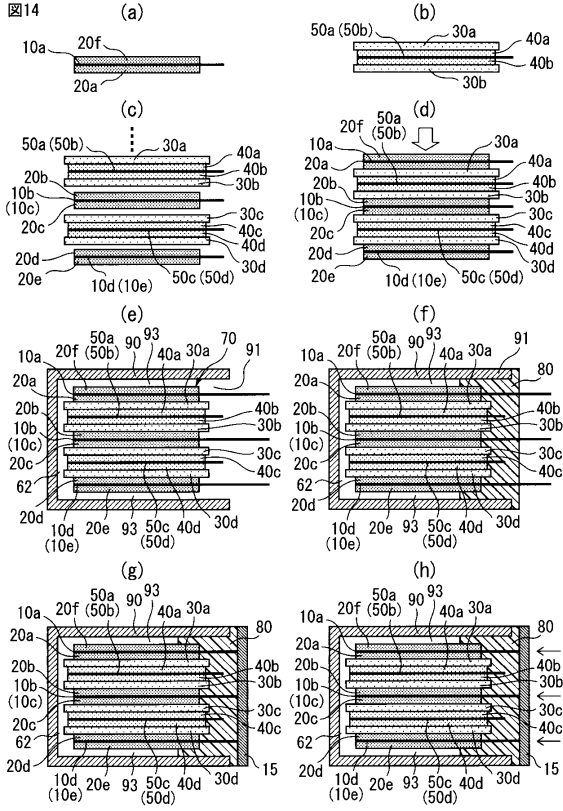 図14
(a)
10a
20f
20a
(b)
50a (50b)
30a
40a
40b
30b
(c)
50a (50b)
30a
40a
40b
30b
20b
10b
(10c)
20c
30c
40c
40d
30d
20d
20e
10d (10e)
50c (50d)
(d)
50a
(50b)
20f
10a
20a
30a
40a
40b
30b
20b
10b
(10c)
20c
30c
40c
40d
30d
20d
20e
10d (10e)
50c (50d)
(e)
50a
(50b)
20f
10a
90
93
40a
30a
70
91
20a
20b
10b
(10c)
20c
62
20d
40b
30b
30c
40c
10d
(10e)
20e
93
50c
(50d)
40d
30d
(f)
50a
(50b)
20f
10a
90
93
40a
30a
91
80
20a
20b
10b
(10c)
20c
62
20d
40b
30b
30c
40c
10d
(10e)
20e
93
50c
(50d)
40d
30d
(g)
50a
(50b)
20f
10a
90
93
40a
30a
80
20a
20b
10b
(10c)
20c
62
20d
40b
30b
30c
40c
10d
(10e)
20e
93
50c
(50d)
40d
30d
15
(h)
50a
(50b)
20f
10a
90
93
40a
30a
80
20a
20b
10b
(10c)
20c
62
20d
40b
30b
30c
40c
10d
(10e)
20e
93
50c
(50d)
40d
30d
15